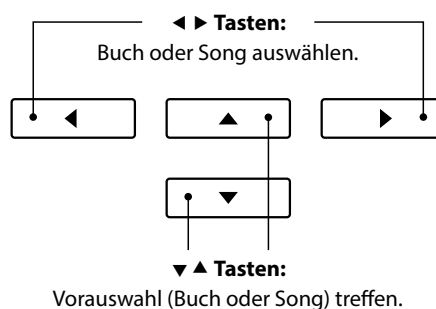 ◀ ▶ Tasten:
Buch oder Song auswählen.
▼ ▲ Tasten:
Vorauswahl (Buch oder Song) treffen.